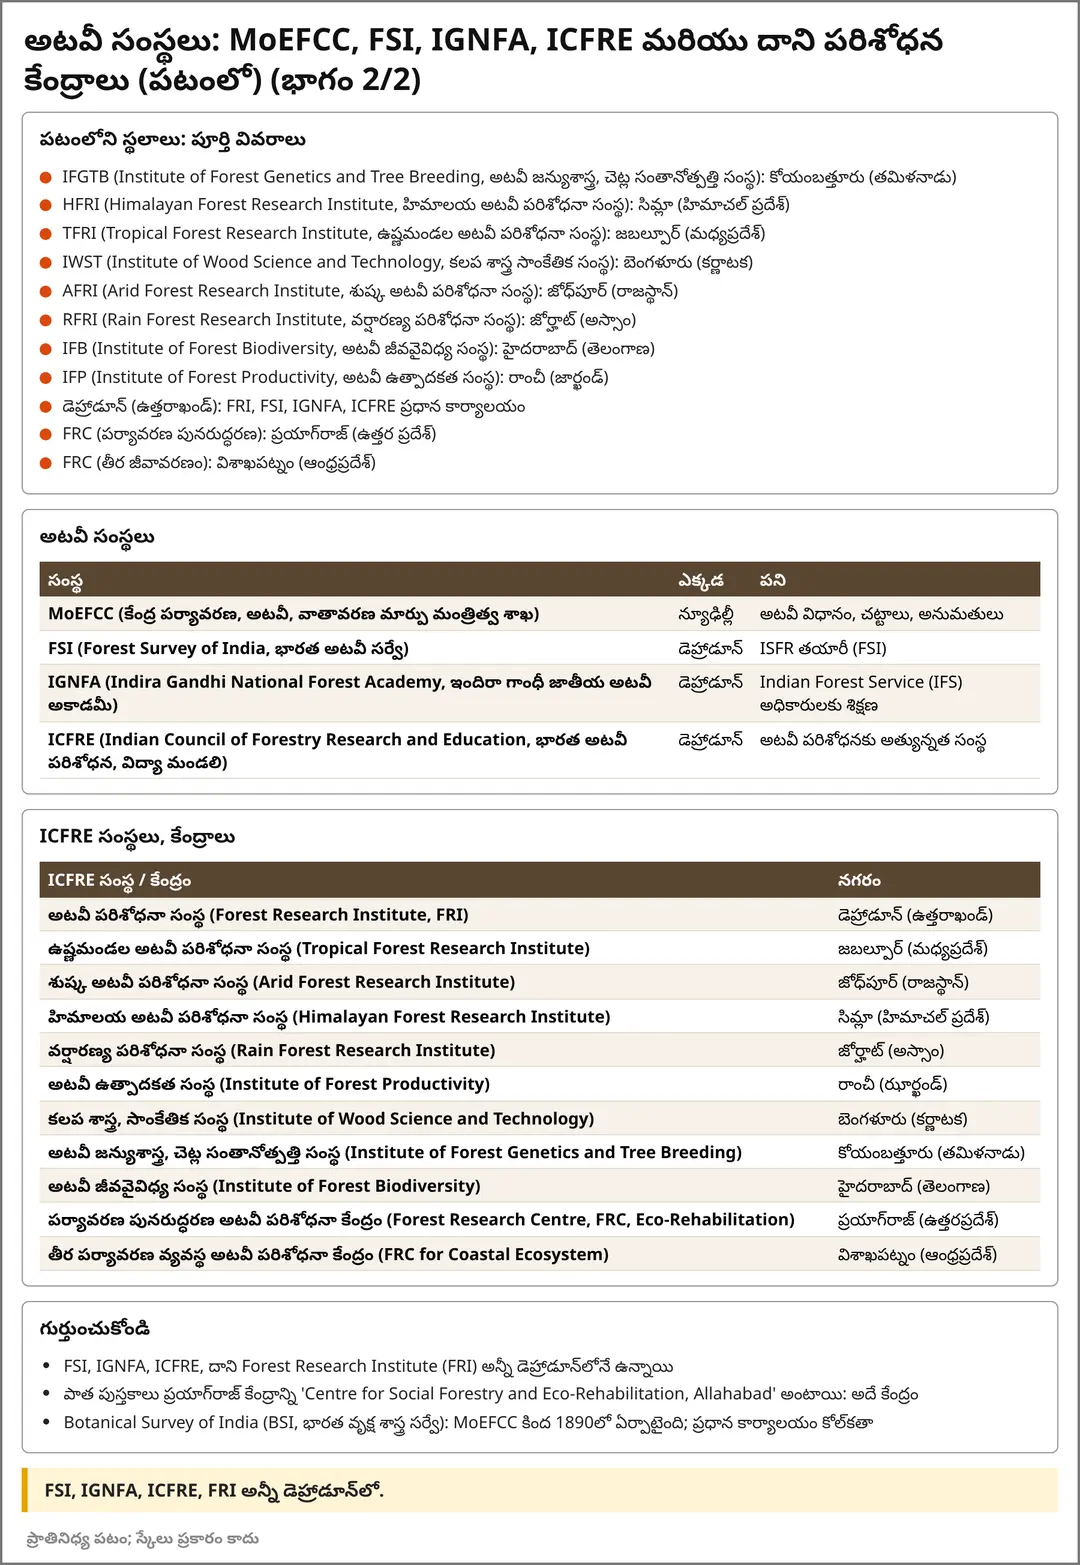 అటవీ సంస్థలు: MoEFCC, FSI, IGNFA, ICFRE మరియు దాని పరిశోధన
కేంద్రాలు (పటంలో) (భాగం 2/2)
పటంలోని స్థలాలు: పూర్తి వివరాలు
IFGTB (Institute of Forest Genetics and Tree Breeding, అటవీ జన్యుశాస్త్ర, చెట్ల సంతానోత్పత్తి సంస్థ): కోయంబత్తూరు (తమిళనాడు)
HFRI (Himalayan Forest Research Institute, హిమాలయ అటవీ పరిశోధనా సంస్థ): సిమ్లా (హిమాచల్ ప్రదేశ్)
TFRI (Tropical Forest Research Institute, ఉష్ణమండల అటవీ పరిశోధనా సంస్థ): జబల్పూర్ (మధ్యప్రదేశ్)
IWST (Institute of Wood Science and Technology, కలప శాస్త్ర సాంకేతిక సంస్థ): బెంగళూరు (కర్ణాటక)
AFRI (Arid Forest Research Institute, శుష్క అటవీ పరిశోధనా సంస్థ): జోధ్‌పూర్ (రాజస్థాన్)
RFRI (Rain Forest Research Institute, వర్షారణ్య పరిశోధనా సంస్థ): జోర్హాట్ (అస్సాం)
IFB (Institute of Forest Biodiversity, అటవీ జీవవైవిధ్య సంస్థ): హైదరాబాద్ (తెలంగాణ)
IFP (Institute of Forest Productivity, అటవీ ఉత్పాదకత సంస్థ): రాంచీ (జార్ఖండ్)
డెహ్రాడూన్ (ఉత్తరాఖండ్): FRI, FSI, IGNFA, ICFRE ప్రధాన కార్యాలయం
FRC (పర్యావరణ పునరుద్ధరణ): ప్రయాగ్‌రాజ్ (ఉత్తర ప్రదేశ్)
FRC (తీర జీవావరణం): విశాఖపట్నం (ఆంధ్రప్రదేశ్)
అటవీ సంస్థలు
సంస్థ ఎక్కడ పని
MoEFCC (కేంద్ర పర్యావరణ, అటవీ, వాతావరణ మార్పు మంత్రిత్వ శాఖ) న్యూఢిల్లీ అటవీ విధానం, చట్టాలు, అనుమతులు
FSI (Forest Survey of India, భారత అటవీ సర్వే) డెహ్రాడూన్ ISFR తయారీ (FSI)
IGNFA (Indira Gandhi National Forest Academy, ఇందిరా గాంధీ జాతీయ అటవీ డెహ్రాడూన్ Indian Forest Service (IFS)
అకాడమీ) అధికారులకు శిక్షణ
ICFRE (Indian Council of Forestry Research and Education, భారత అటవీ డెహ్రాడూన్ అటవీ పరిశోధనకు అత్యున్నత సంస్థ
పరిశోధన, విద్యా మండలి)
ICFRE సంస్థలు, కేంద్రాలు
ICFRE సంస్థ / కేంద్రం నగరం
అటవీ పరిశోధనా సంస్థ (Forest Research Institute, FRI) డెహ్రాడూన్ (ఉత్తరాఖండ్)
ఉష్ణమండల అటవీ పరిశోధనా సంస్థ (Tropical Forest Research Institute) జబల్పూర్ (మధ్యప్రదేశ్)
శుష్క అటవీ పరిశోధనా సంస్థ (Arid Forest Research Institute) జోధ్‌పూర్ (రాజస్థాన్)
హిమాలయ అటవీ పరిశోధనా సంస్థ (Himalayan Forest Research Institute) సిమ్లా (హిమాచల్ ప్రదేశ్)
వర్షారణ్య పరిశోధనా సంస్థ (Rain Forest Research Institute) జోర్హాట్ (అస్సాం)
అటవీ ఉత్పాదకత సంస్థ (Institute of Forest Productivity) రాంచీ (ఝార్ఖండ్)
కలప శాస్త్ర, సాంకేతిక సంస్థ (Institute of Wood Science and Technology) బెంగళూరు (కర్ణాటక)
అటవీ జన్యుశాస్త్ర, చెట్ల సంతానోత్పత్తి సంస్థ (Institute of Forest Genetics and Tree Breeding) కోయంబత్తూరు (తమిళనాడు)
అటవీ జీవవైవిధ్య సంస్థ (Institute of Forest Biodiversity) హైదరాబాద్ (తెలంగాణ)
పర్యావరణ పునరుద్ధరణ అటవీ పరిశోధనా కేంద్రం (Forest Research Centre, FRC, Eco-Rehabilitation) ప్రయాగ్‌రాజ్ (ఉత్తరప్రదేశ్)
తీర పర్యావరణ వ్యవస్థ అటవీ పరిశోధనా కేంద్రం (FRC for Coastal Ecosystem) విశాఖపట్నం (ఆంధ్రప్రదేశ్)
గుర్తుంచుకోండి
FSI, IGNFA, ICFRE, దాని Forest Research Institute (FRI) అన్నీ డెహ్రాడూన్‌లోనే ఉన్నాయి
పాత పుస్తకాలు ప్రయాగ్‌రాజ్ కేంద్రాన్ని 'Centre for Social Forestry and Eco-Rehabilitation, Allahabad' అంటాయి: అదే కేంద్రం
Botanical Survey of India (BSI, భారత వృక్ష శాస్త్ర సర్వే): MoEFCC కింద 1890లో ఏర్పాటైంది; ప్రధాన కార్యాలయం కోల్‌కతా
FSI, IGNFA, ICFRE, FRI అన్నీ డెహ్రాడూన్‌లో.
ప్రాతినిధ్య పటం; స్కేలు ప్రకారం కాదు